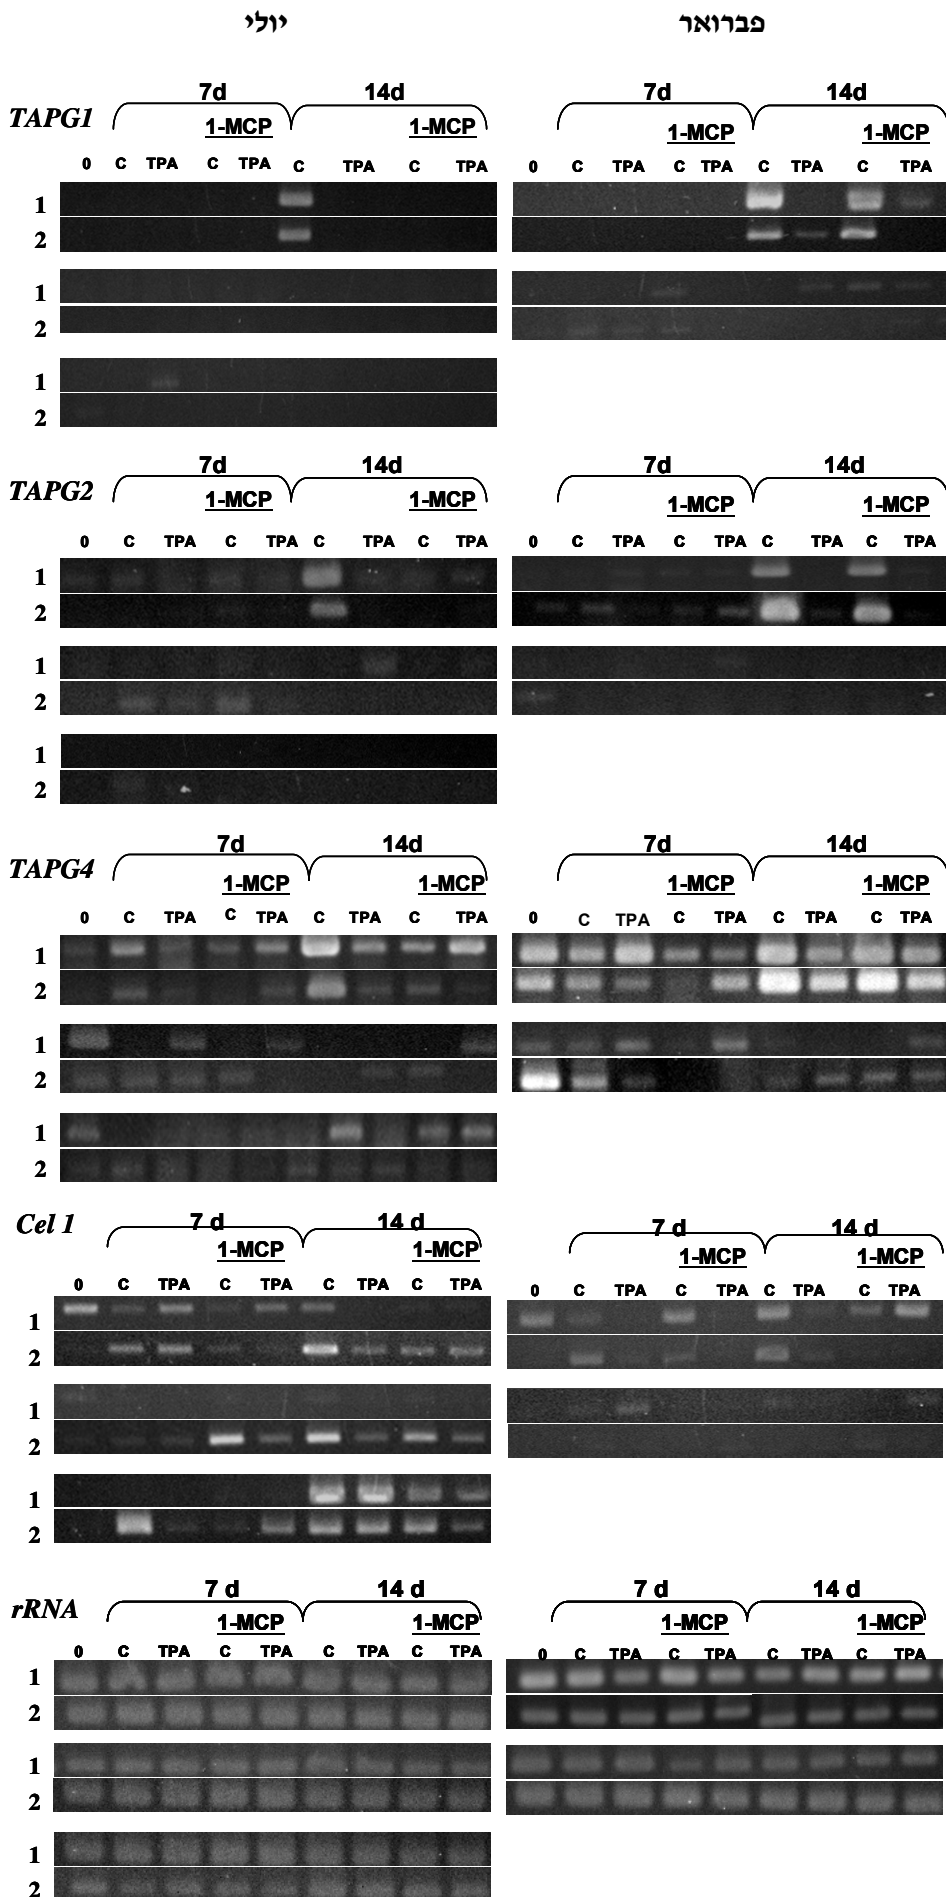 יולי פברואר
7d 14d 7d 14d
TAPG1
1-MCP 1-MCP 1-MCP 1-MCP
0 C TPA C TPA C TPA C TPA 0 C TPA C TPA C TPA C TPA
1
2
1
2
1
2
7d 14d 7d 14d
TAPG2
1-MCP 1-MCP 1-MCP 1-MCP
0 C TPA C TPA C TPA C TPA 0 C TPA C TPA C TPA C TPA
1
2
1
2
1
2
7d 14d 7d 14d
TAPG4
1-MCP 1-MCP 1-MCP 1-MCP
0 C TPA C TPA C TPA C TPA 0 C TPA C TPA C TPA C TPA
1
2
1
2
1
2
Cel 1 7 d 14 d 7 d 14 d
1-MCP 1-MCP 1-MCP 1-MCP
0 C TPA C TPA C TPA C TPA 0 C TPA C TPA C TPA C TPA
1
2
1
2
1
2
7 d 14 d 7 d 14 d
rRNA
1-MCP 1-MCP 1-MCP 1-MCP
0 C TPA C TPA C TPA C TPA 0 C TPA C TPA C TPA C TPA
1
2
1
2
1
2